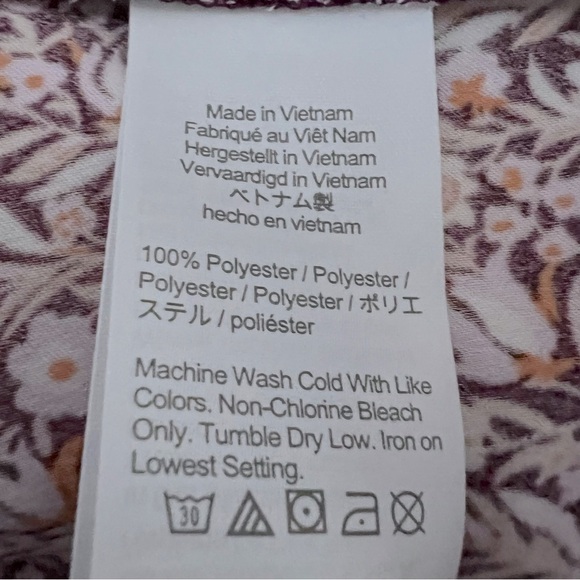 Made in Vietnam
Fabriqué au Viêt Nam
Hergestellt in Vietnam
Vervaardigd in Vietnam
ベトナム製
hecho en vietnam
100% Polyester / Polyester /
Polyester / Polyester / ポリエ
ステル / poliéster
Machine Wash Cold With Like
Colors. Non-Chlorine Bleach
Only. Tumble Dry Low. Iron on
Lowest Setting.
30